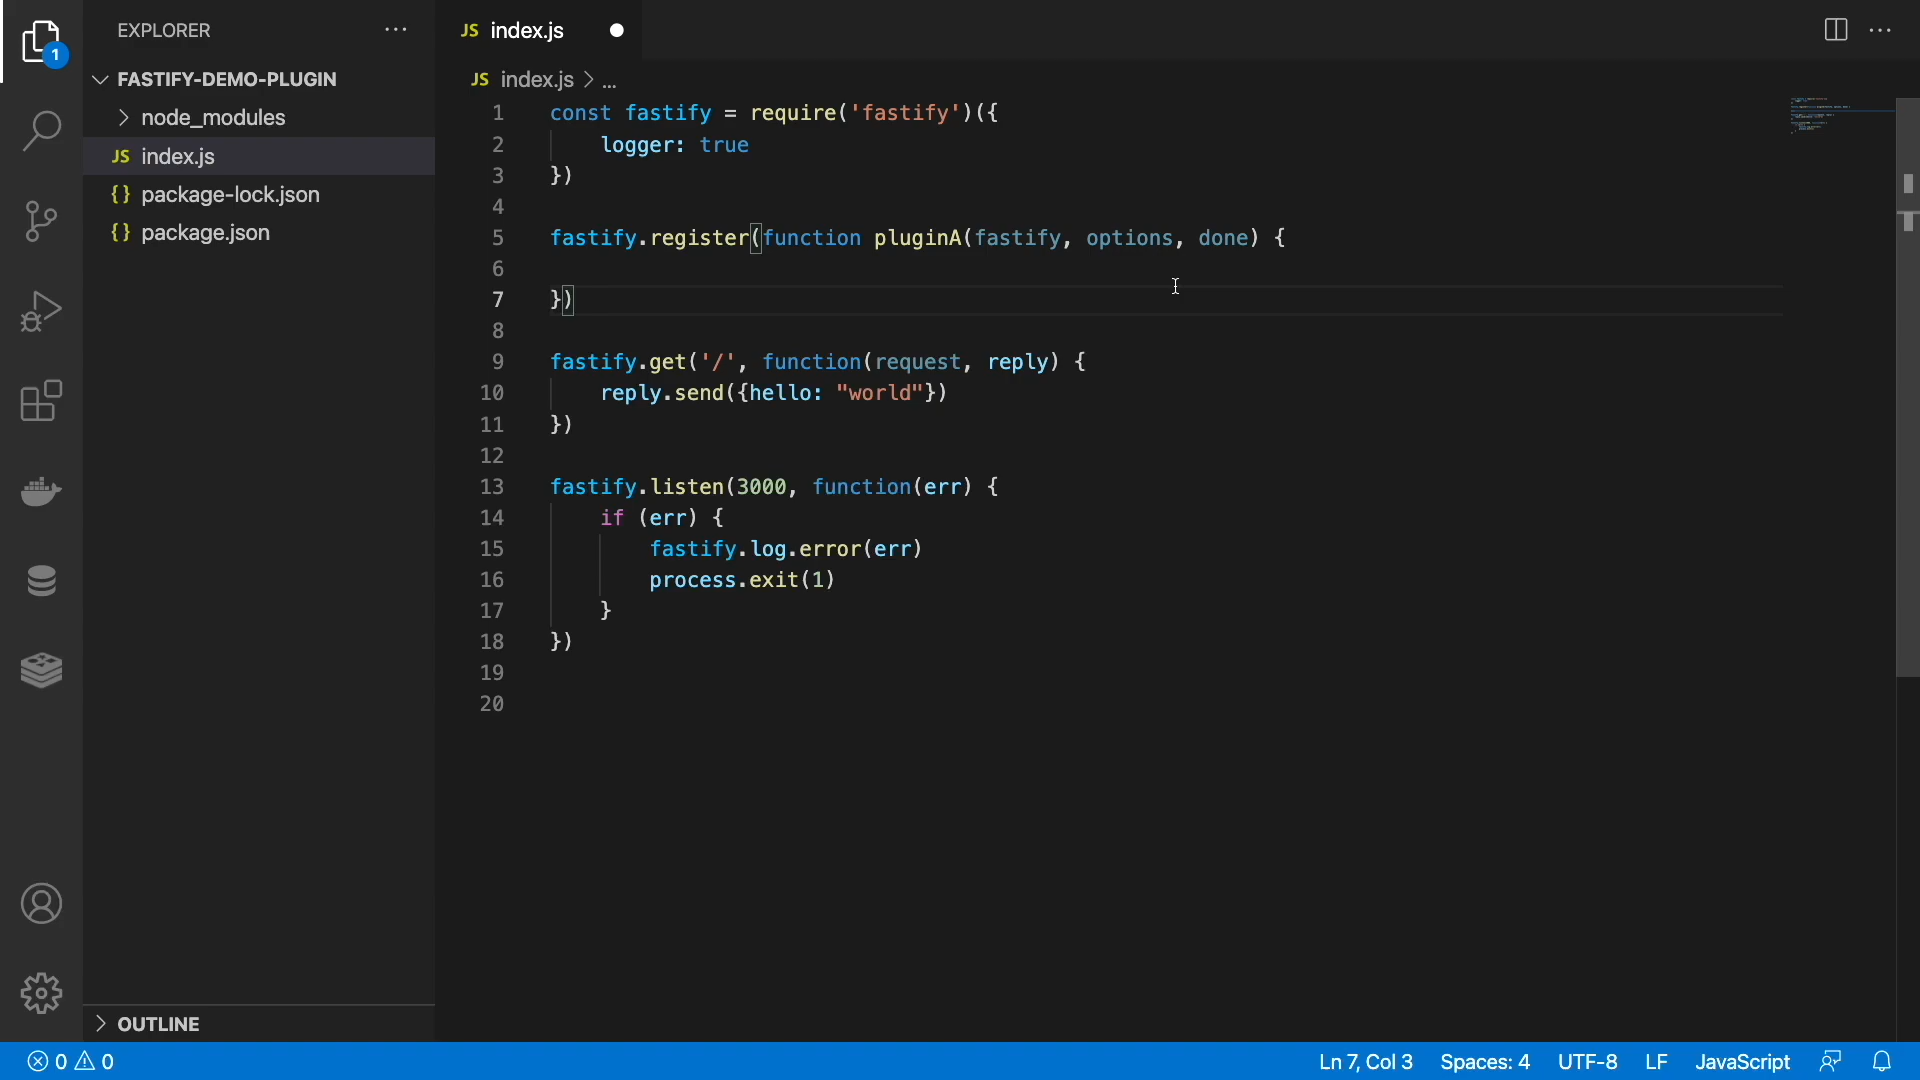 EXPLORER
1
FASTIFY-DEMO-PLUGIN
node_modules
JS index.js
{} package-lock.json
{} package.json
OUTLINE
JS index.js
JS index.js > ...
1 const fastify = require('fastify')({
2     logger: true
3 })
4
5 fastify.register(function pluginA(fastify, options, done) {
6
7 })
8
9 fastify.get('/', function(request, reply) {
10     reply.send({hello: "world"})
11 })
12
13 fastify.listen(3000, function(err) {
14     if (err) {
15         fastify.log.error(err)
16         process.exit(1)
17     }
18 })
19
20
0 0 Ln 7, Col 3 Spaces: 4 UTF-8 LF JavaScript